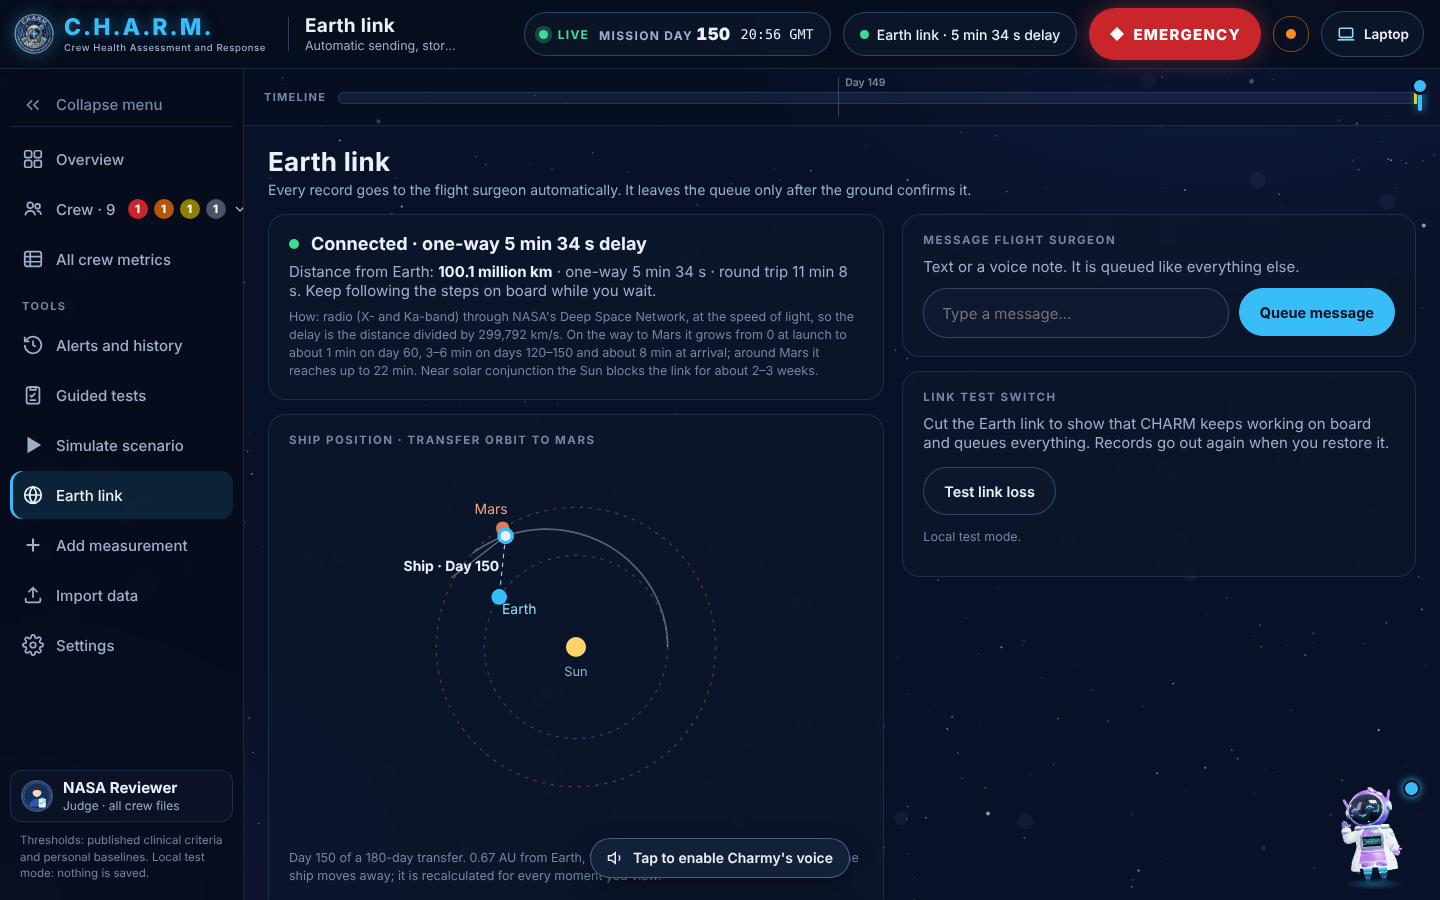 C.H.A.R.M.
Crew Health Assessment and Response
Earth link
Automatic sending, stor...
LIVE MISSION DAY 150 20:56 GMT
Earth link · 5 min 34 s delay
EMERGENCY
Laptop
Collapse menu
Overview
Crew · 9 1 1 1 1
All crew metrics
TOOLS
Alerts and history
Guided tests
Simulate scenario
Earth link
Add measurement
Import data
Settings
NASA Reviewer
Judge · all crew files
Thresholds: published clinical criteria
and personal baselines. Local test
mode: nothing is saved.
TIMELINE
Day 149
Earth link
Every record goes to the flight surgeon automatically. It leaves the queue only after the ground confirms it.
Connected · one-way 5 min 34 s delay
Distance from Earth: 100.1 million km · one-way 5 min 34 s · round trip 11 min 8
s. Keep following the steps on board while you wait.
How: radio (X- and Ka-band) through NASA's Deep Space Network, at the speed of light, so the
delay is the distance divided by 299,792 km/s. On the way to Mars it grows from 0 at launch to
about 1 min on day 60, 3–6 min on days 120–150 and about 8 min at arrival; around Mars it
reaches up to 22 min. Near solar conjunction the Sun blocks the link for about 2–3 weeks.
SHIP POSITION · TRANSFER ORBIT TO MARS
Mars
Ship · Day 150
Earth
Sun
Day 150 of a 180-day transfer. 0.67 AU from Earth,
ship moves away; it is recalculated for every moment you view.
Tap to enable Charmy's voice
MESSAGE FLIGHT SURGEON
Text or a voice note. It is queued like everything else.
Type a message...
Queue message
LINK TEST SWITCH
Cut the Earth link to show that CHARM keeps working on board
and queues everything. Records go out again when you restore it.
Test link loss
Local test mode.
CHARMY